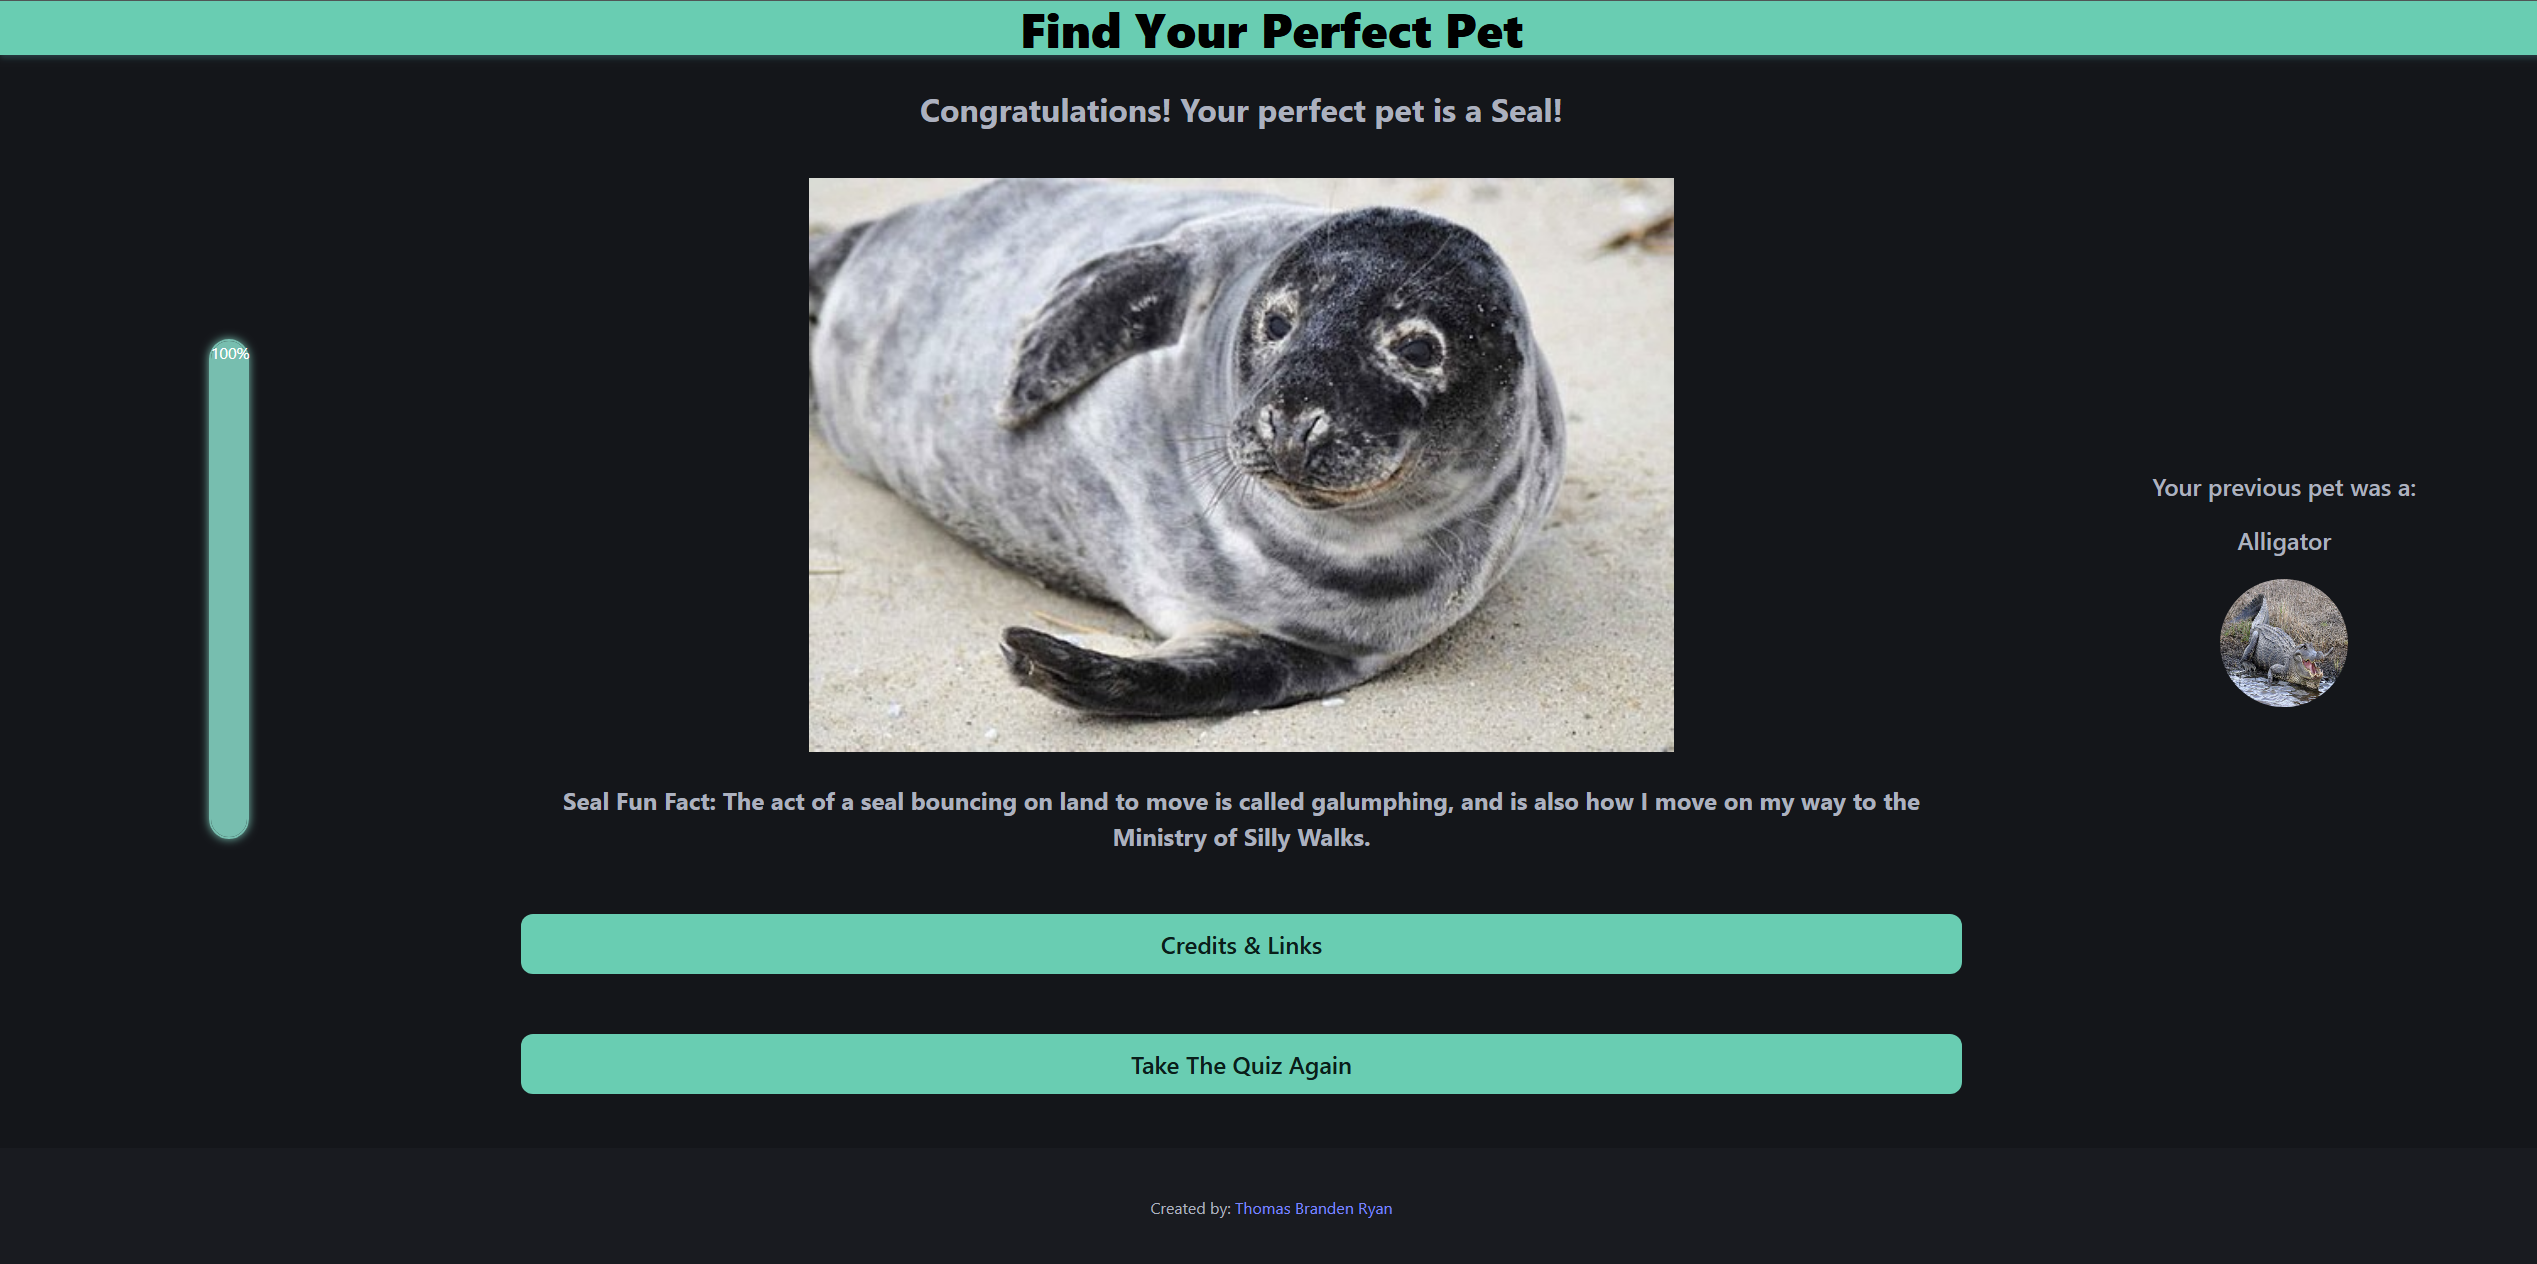 Find Your Perfect Pet
Congratulations! Your perfect pet is a Seal!
100%
Your previous pet was a:
Alligator
Seal Fun Fact: The act of a seal bouncing on land to move is called galumphing, and is also how I move on my way to the
Ministry of Silly Walks.
Credits & Links
Take The Quiz Again
Created by: Thomas Branden Ryan